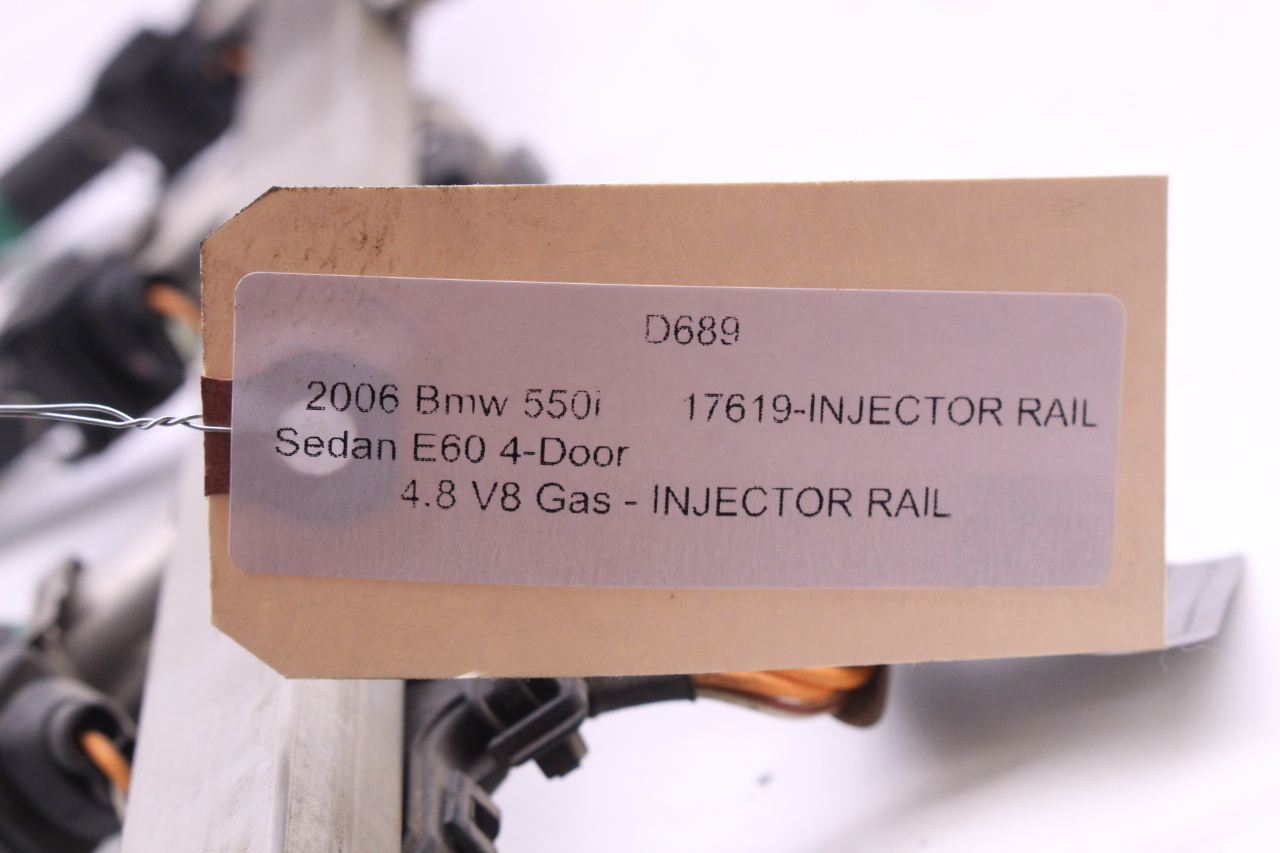 D689
2006 Bmw 550i 17619-INJECTOR RAIL
Sedan E60 4-Door
4.8 V8 Gas - INJECTOR RAIL